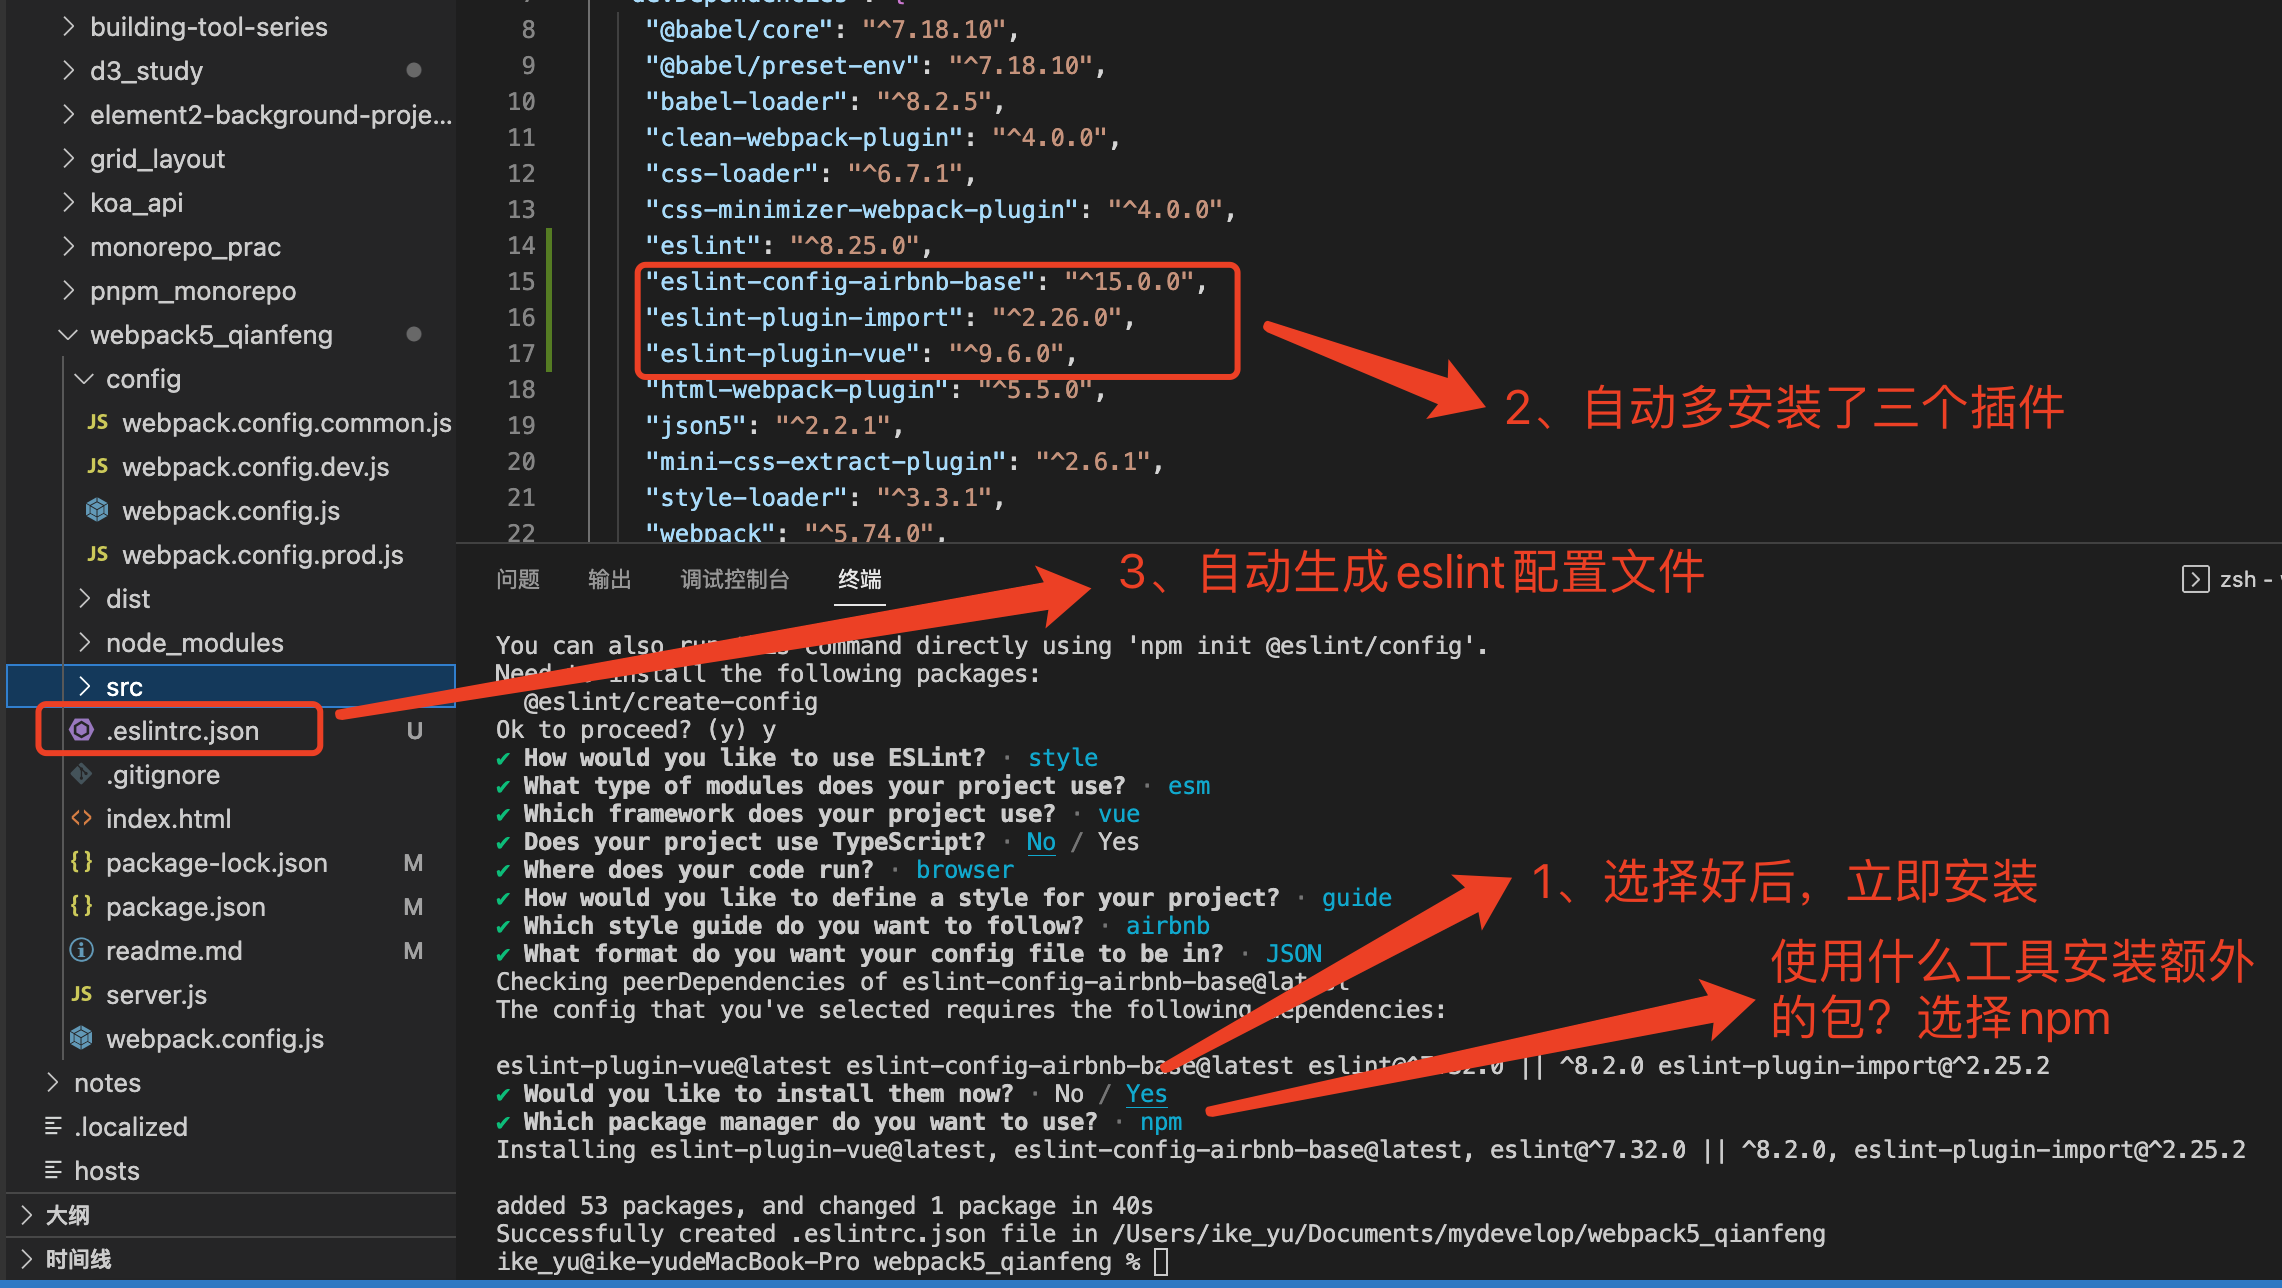 building-tool-series
d3_study
element2-background-proje...
grid_layout
koa_api
monorepo_prac
pnpm_monorepo
webpack5_qianfeng
config
JS webpack.config.common.js
JS webpack.config.dev.js
webpack.config.js
JS webpack.config.prod.js
dist
node_modules
src
.eslintrc.json U
.gitignore
<> index.html
{} package-lock.json M
{} package.json M
readme.md M
JS server.js
webpack.config.js
notes
.localized
hosts
大纲
时间线
8 "@babel/core": "^7.18.10",
9 "@babel/preset-env": "^7.18.10",
10 "babel-loader": "^8.2.5",
11 "clean-webpack-plugin": "^4.0.0",
12 "css-loader": "^6.7.1",
13 "css-minimizer-webpack-plugin": "^4.0.0",
14 "eslint": "^8.25.0",
15 "eslint-config-airbnb-base": "^15.0.0",
16 "eslint-plugin-import": "^2.26.0",
17 "eslint-plugin-vue": "^9.6.0",
18 "html-webpack-plugin": "^5.5.0",
19 "json5": "^2.2.1",
20 "mini-css-extract-plugin": "^2.6.1",
21 "style-loader": "^3.3.1",
22 "webpack": "^5.74.0",
2、自动多安装了三个插件
问题 输出 调试控制台 终端
3、自动生成eslint配置文件
zsh -
You can also run command directly using 'npm init @eslint/config'.
Need to install the following packages:
@eslint/create-config
Ok to proceed? (y) y
✔ How would you like to use ESLint? · style
✔ What type of modules does your project use? · esm
✔ Which framework does your project use? · vue
✔ Does your project use TypeScript? · No / Yes
✔ Where does your code run? · browser
✔ How would you like to define a style for your project? · guide
✔ Which style guide do you want to follow? · airbnb
✔ What format do you want your config file to be in? · JSON
Checking peerDependencies of eslint-config-airbnb-base@latest
The config that you've selected requires the following dependencies:
eslint-plugin-vue@latest eslint-config-airbnb-base@latest eslint@^7.32.0 || ^8.2.0 eslint-plugin-import@^2.25.2
✔ Would you like to install them now? · No / Yes
✔ Which package manager do you want to use? · npm
Installing eslint-plugin-vue@latest, eslint-config-airbnb-base@latest, eslint@^7.32.0 || ^8.2.0, eslint-plugin-import@^2.25.2
added 53 packages, and changed 1 package in 40s
Successfully created .eslintrc.json file in /Users/ike_yu/Documents/mydevelop/webpack5_qianfeng
ike_yu@ike-yudeMacBook-Pro webpack5_qianfeng %
1、选择好后，立即安装
使用什么工具安装额外
的包？选择npm